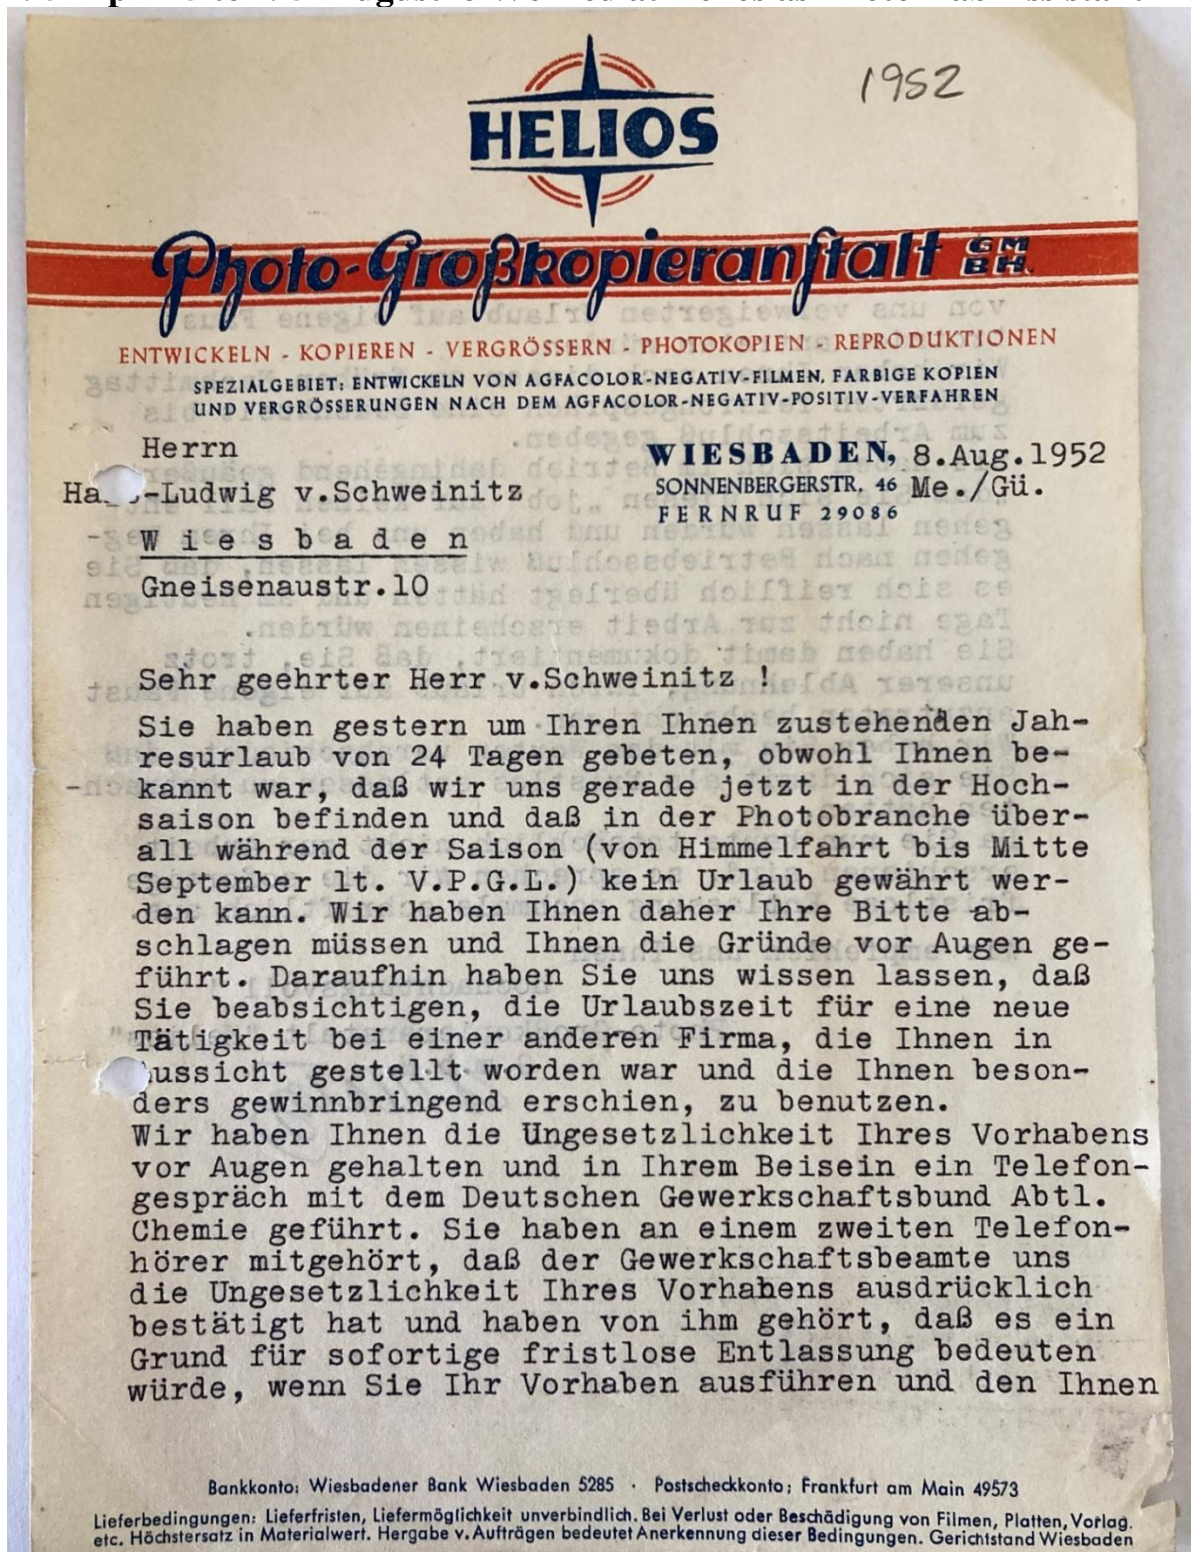 1952
HELIOS
Photo-Großkopieranstalt GMBH.
ENTWICKELN - KOPIEREN - VERGRÖSSERN - PHOTOKOPIEN - REPRODUKTIONEN
SPEZIALGEBIET: ENTWICKELN VON AGFACOLOR-NEGATIV-FILMEN, FARBIGE KOPIEN
UND VERGRÖSSERUNGEN NACH DEM AGFACOLOR-NEGATIV-POSITIV-VERFAHREN
Herrn
Ha -Ludwig v.Schweinitz
Wiesbaden
Gneisenaustr.10
WIESBADEN, 8.Aug.1952
SONNENBERGERSTR. 46 Me./Gü.
FERNRUF 29086
Sehr geehrter Herr v.Schweinitz !
Sie haben gestern um Ihren Ihnen zustehenden Jah-
resurlaub von 24 Tagen gebeten, obwohl Ihnen be-
kannt war, daß wir uns gerade jetzt in der Hoch-
saison befinden und daß in der Photobranche über-
all während der Saison (von Himmelfahrt bis Mitte
September lt. V.P.G.L.) kein Urlaub gewährt wer-
den kann. Wir haben Ihnen daher Ihre Bitte ab-
schlagen müssen und Ihnen die Gründe vor Augen ge-
führt. Daraufhin haben Sie uns wissen lassen, daß
Sie beabsichtigen, die Urlaubszeit für eine neue
Tätigkeit bei einer anderen Firma, die Ihnen in
Aussicht gestellt worden war und die Ihnen beson-
ders gewinnbringend erschien, zu benutzen.
Wir haben Ihnen die Ungesetzlichkeit Ihres Vorhabens
vor Augen gehalten und in Ihrem Beisein ein Telefon-
gespräch mit dem Deutschen Gewerkschaftsbund Abtl.
Chemie geführt. Sie haben an einem zweiten Telefon-
hörer mitgehört, daß der Gewerkschaftsbeamte uns
die Ungesetzlichkeit Ihres Vorhabens ausdrücklich
bestätigt hat und haben von ihm gehört, daß es ein
Grund für sofortige fristlose Entlassung bedeuten
würde, wenn Sie Ihr Vorhaben ausführen und den Ihnen
Bankkonto: Wiesbadener Bank Wiesbaden 5285 · Postscheckkonto: Frankfurt am Main 49573
Lieferbedingungen: Lieferfristen, Liefermöglichkeit unverbindlich. Bei Verlust oder Beschädigung von Filmen, Platten, Vorlag.
etc. Höchstersatz in Materialwert. Hergabe v. Aufträgen bedeutet Anerkennung dieser Bedingungen. Gerichtstand Wiesbaden